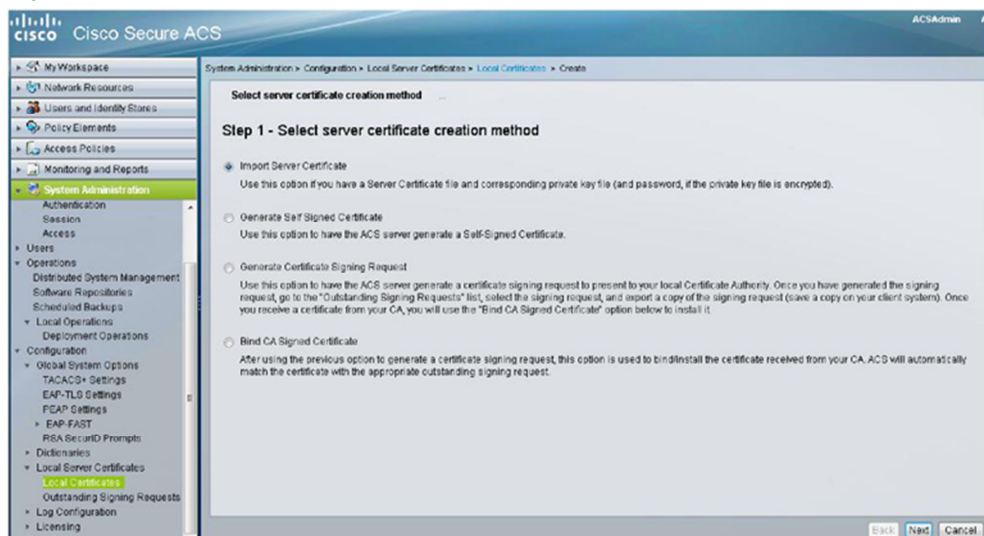 CISCO Cisco Secure ACS
ACSAdmin
My Workspace
Network Resources
Users and Identity Stores
Policy Elements
Access Policies
Monitoring and Reports
System Administration
Authentication
Session
Access
Users
Operations
Distributed System Management
Software Repositories
Scheduled Backups
Local Operations
Deployment Operations
Configuration
Global System Options
TACACS+ Settings
EAP-TLS Settings
PEAP Settings
EAP-FAST
RSA SecurID Prompts
Dictionaries
Local Server Certificates
Local Certificates
Outstanding Signing Requests
Log Configuration
Licensing
System Administration > Configuration > Local Server Certificates > Local Certificates > Create
Select server certificate creation method
Step 1 - Select server certificate creation method
Import Server Certificate
Use this option if you have a Server Certificate file and corresponding private key file (and password, if the private key file is encrypted).
Generate Self Signed Certificate
Use this option to have the ACS server generate a Self-Signed Certificate.
Generate Certificate Signing Request
Use this option to have the ACS server generate a certificate signing request to present to your local Certificate Authority. Once you have generated the signing
request, go to the "Outstanding Signing Requests" list, select the signing request, and export a copy of the signing request (save a copy on your client system). Once
you receive a certificate from your CA, you will use the "Bind CA Signed Certificate" option below to install it
Bind CA Signed Certificate
After using the previous option to generate a certificate signing request, this option is used to bind/install the certificate received from your CA. ACS will automatically
match the certificate with the appropriate outstanding signing request.
Back Next Cancel